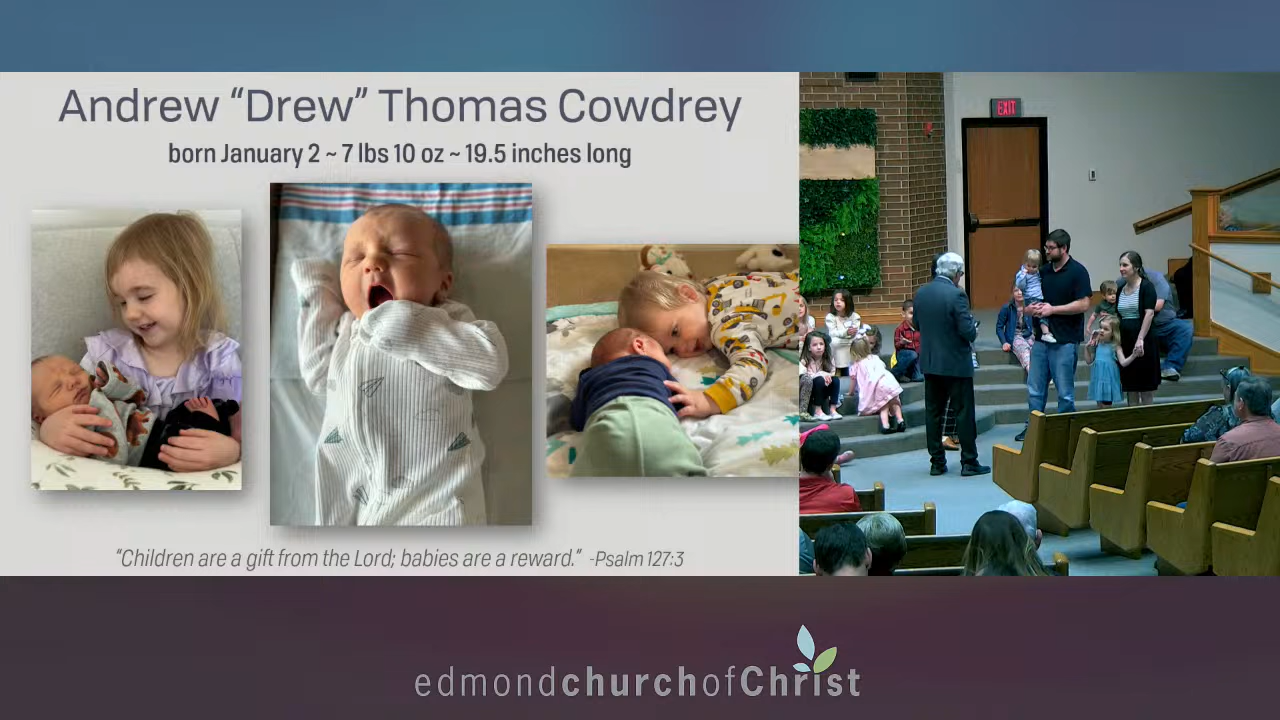 Andrew “Drew” Thomas Cowdrey
born January 2 ~ 7 lbs 10 oz ~ 19.5 inches long
EXIT
“Children are a gift from the Lord; babies are a reward.” -Psalm 127:3
edmondchurchofChrist